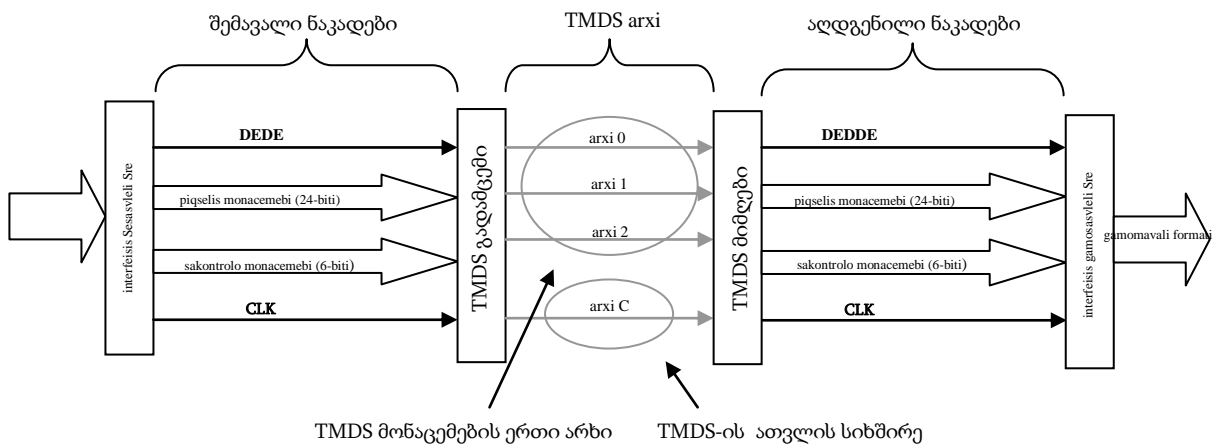 შემავალი ნაკადები
TMDS arxi
აღდგენილი ნაკადები
interfeisis Sesasvleli Sre
DEDE
piqselis monacemebi (24-biti)
sakontrolo monacemebi (6-biti)
CLK
TMDS გადამცემი
arxi 0
arxi 1
arxi 2
arxi C
TMDS მიმღები
DEDDE
piqselis monacemebi (24-biti)
sakontrolo monacemebi (6-biti)
CLK
interfeisis gamosasvleli Sre
gamomavali formati
TMDS მონაცემების ერთი არხი
TMDS-ის ათვლის სიხშირე